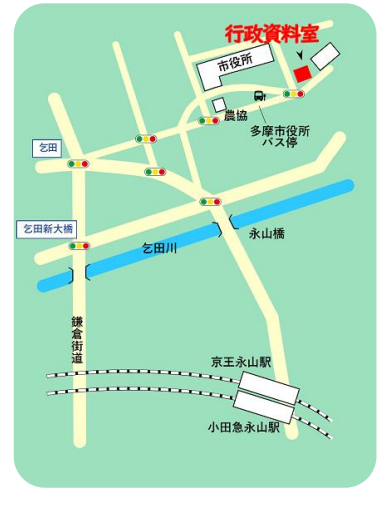 行政資料室
市役所
農協
多摩市役所
バス停
乞田
乞田新大橋
永山橋
乞田川
鎌倉街道
京王永山駅
小田急永山駅